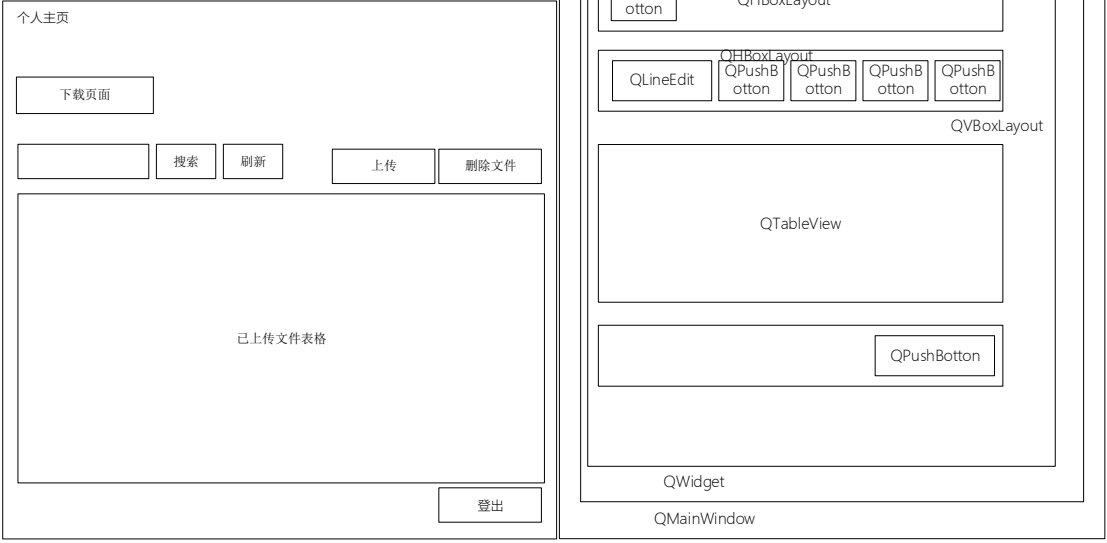 个人主页
下载页面
搜索
刷新
上传
删除文件
已上传文件表格
登出
otton
QHBoxLayout
QHBoxLayout
QLineEdit
QPushB
otton
QPushB
otton
QPushB
otton
QPushB
otton
QVBoxLayout
QTableView
QPushBotton
QWidget
QMainWindow